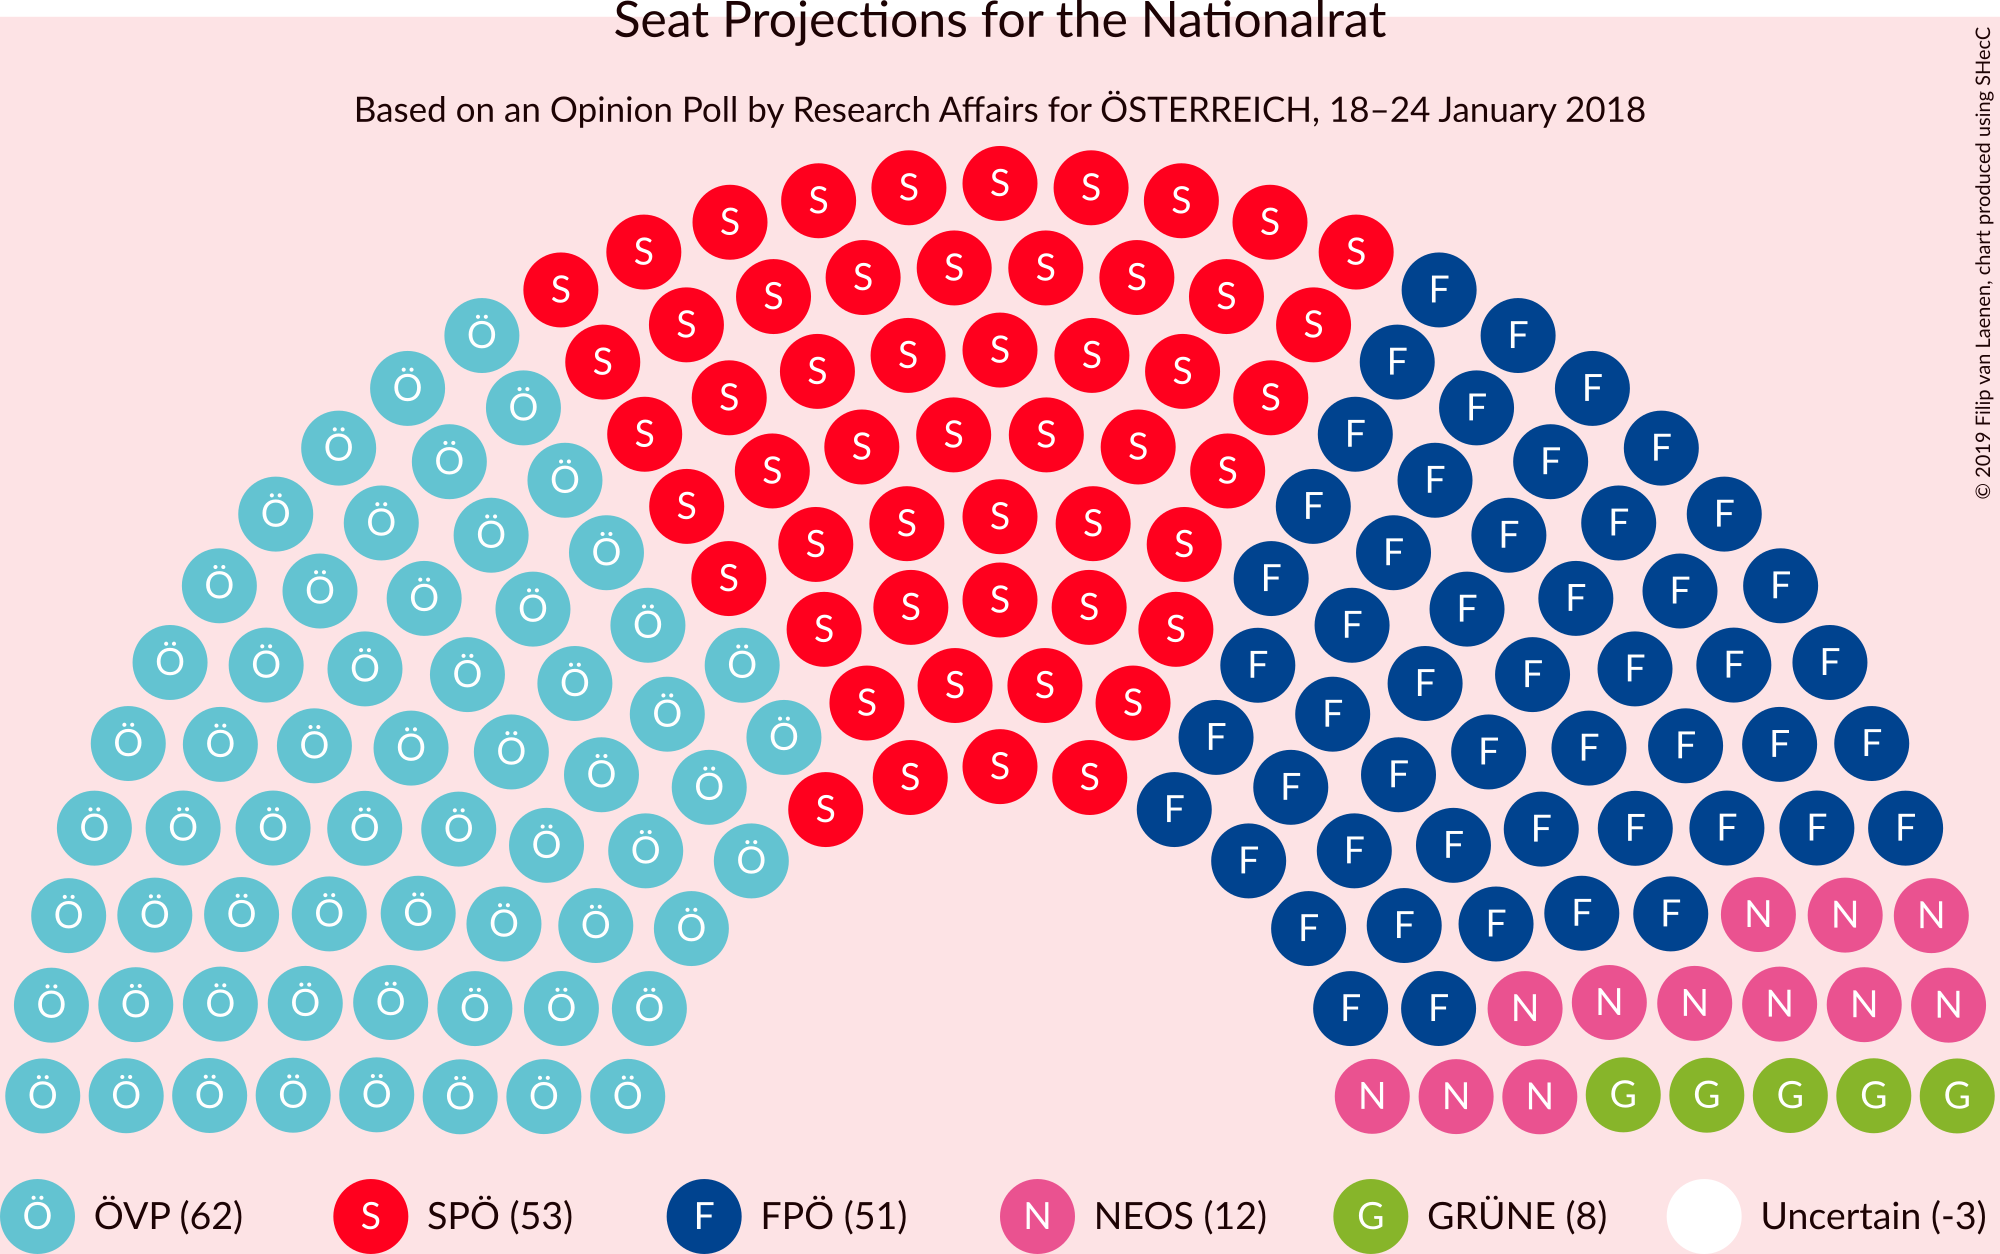 Seat Projections for the Nationalrat
Based on an Opinion Poll by Research Affairs for ÖSTERREICH, 18–24 January 2018
© 2019 Filip van Laenen, chart produced using SHecC
S S S S S S S S S S F
Ö S S S S S S S S F F
Ö Ö S S S S S S S F F F
Ö Ö Ö S S S S S S S F F F F
Ö Ö Ö Ö S S S S S S F F F F F
Ö Ö Ö Ö Ö S S S S S F F F F F F
Ö Ö Ö Ö Ö Ö S S S S F F F F F F
Ö Ö Ö Ö Ö Ö Ö Ö S S S F F F F F F F F
Ö Ö Ö Ö Ö Ö Ö Ö S F F F F F F F F F
Ö Ö Ö Ö Ö Ö Ö Ö F F F F F N N N
Ö Ö Ö Ö Ö Ö Ö Ö F F N N N N N N
Ö Ö Ö Ö Ö Ö Ö Ö N N N G G G G G
Ö ÖVP (62) S SPÖ (53) F FPÖ (51) N NEOS (12) G GRÜNE (8) Uncertain (-3)